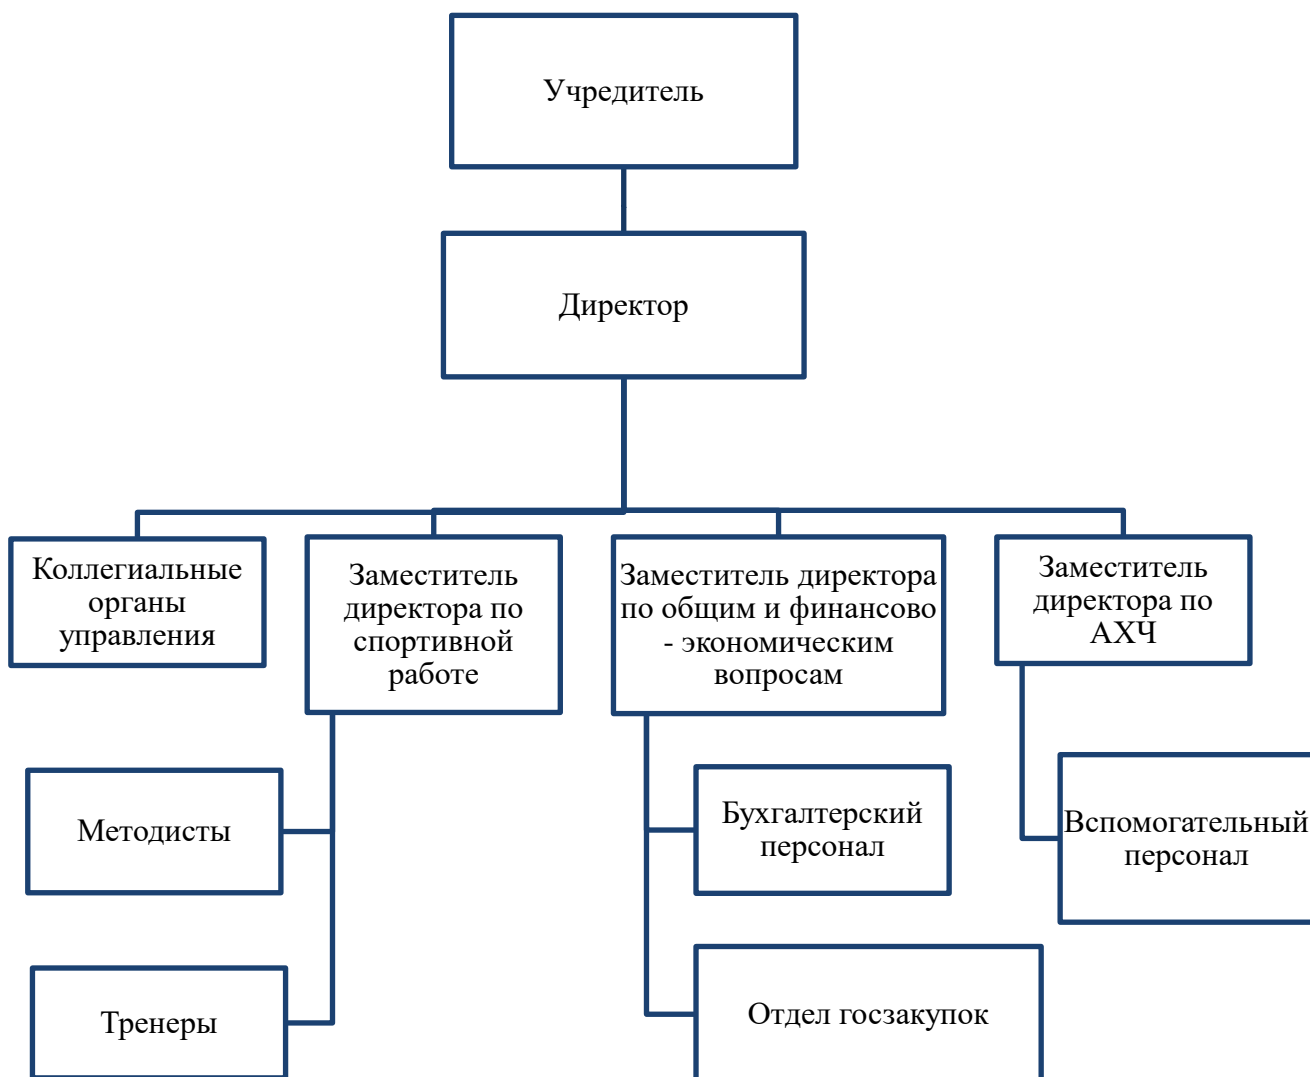 Учредитель
Директор
Коллегиальные
органы
управления
Заместитель
директора по
спортивной
работе
Заместитель директора
по общим и финансово
- экономическим
вопросам
Заместитель
директора по
АХЧ
Методисты
Бухгалтерский
персонал
Вспомогательный
персонал
Тренеры
Отдел госзакупок